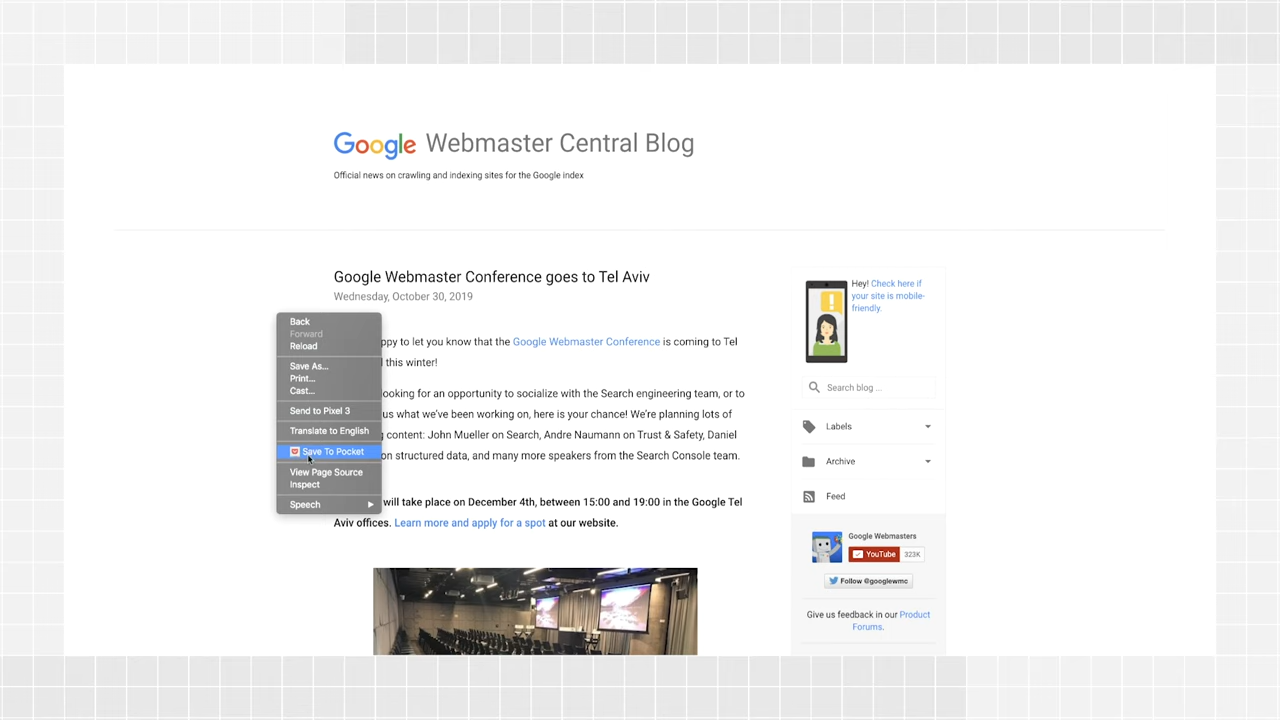 Google Webmaster Central Blog
Official news on crawling and indexing sites for the Google index
Google Webmaster Conference goes to Tel Aviv
Wednesday, October 30, 2019
ppy to let you know that the Google Webmaster Conference is coming to Tel
this winter!
ooking for an opportunity to socialize with the Search engineering team, or to
us what we've been working on, here is your chance! We're planning lots of
content: John Mueller on Search, Andre Naumann on Trust & Safety, Daniel
on structured data, and many more speakers from the Search Console team.
will take place on December 4th, between 15:00 and 19:00 in the Google Tel
Aviv offices. Learn more and apply for a spot at our website.
Back
Forward
Reload
Save As...
Print...
Cast...
Send to Pixel 3
Translate to English
Save To Pocket
View Page Source
Inspect
Speech
Hey! Check here if
your site is mobile-
friendly.
Search blog ...
Labels
Archive
Feed
Google Webmasters
YouTube 323K
Follow @googlewmc
Give us feedback in our Product
Forums.